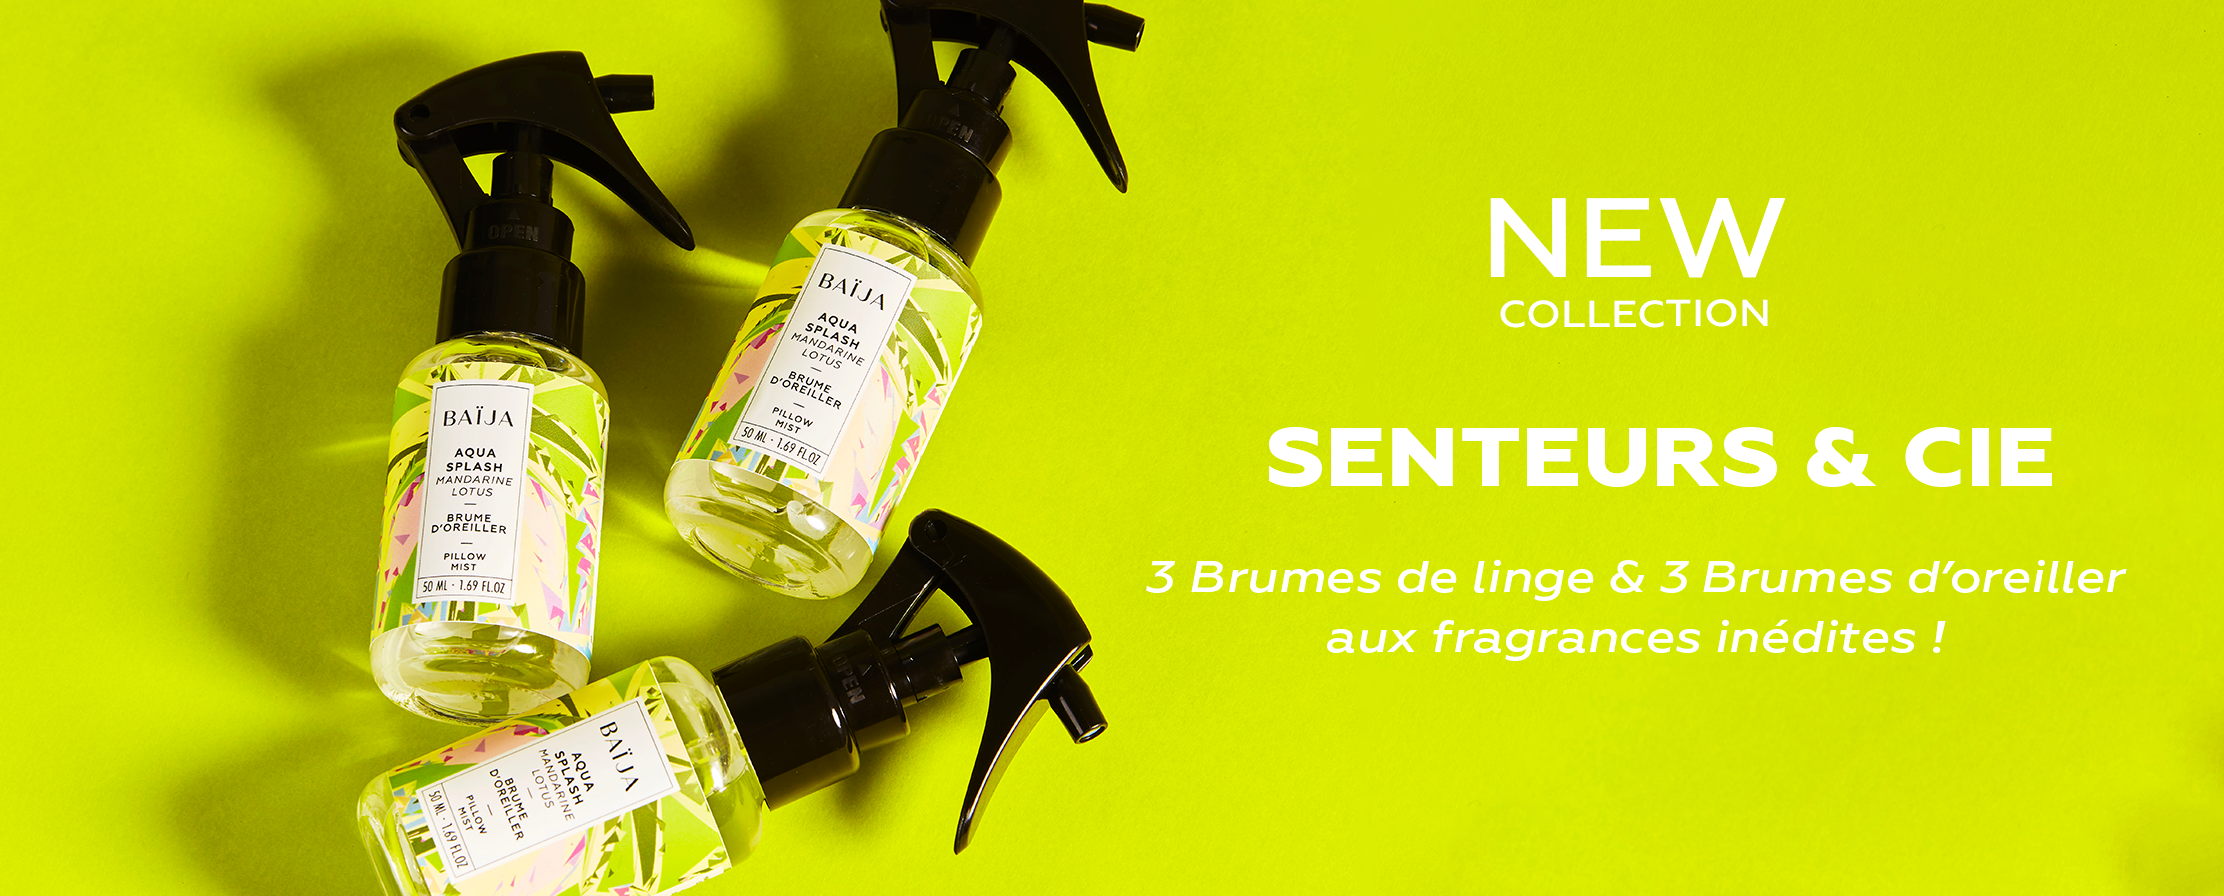 NEW
COLLECTION
SENTEURS & CIE
3 Brumes de linge & 3 Brumes d’oreiller
aux fragrances inédites !
OPEN
BAÏJA
AQUA
SPLASH
MANDARINE
LOTUS
BRUME
D'OREILLER
PILLOW
MIST
50 ML - 1.69 FL.OZ
OPEN
BAÏJA
AQUA
SPLASH
MANDARINE
LOTUS
BRUME
D'OREILLER
PILLOW
MIST
50 ML - 1.69 FL.OZ
OPEN
BAÏJA
AQUA
SPLASH
MANDARINE
LOTUS
BRUME
D'OREILLER
PILLOW
MIST
50 ML - 1.69 FL.OZ